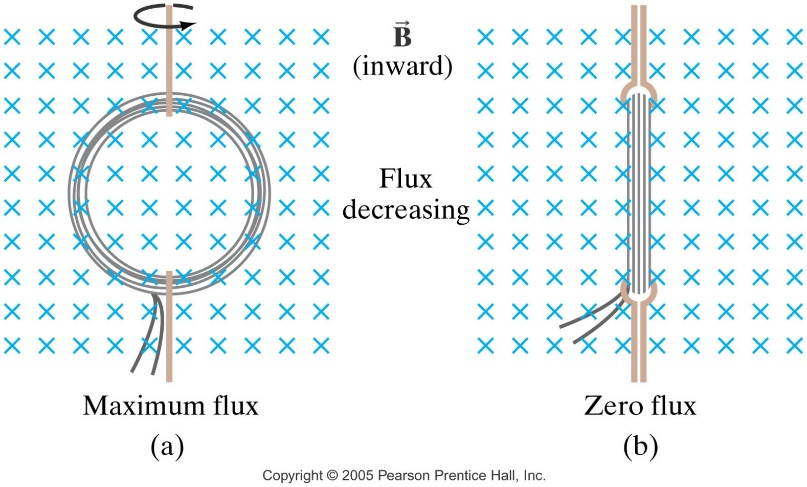 B⃗
(inward)
Flux
decreasing
Maximum flux
Zero flux
(a)
(b)
Copyright © 2005 Pearson Prentice Hall, Inc.